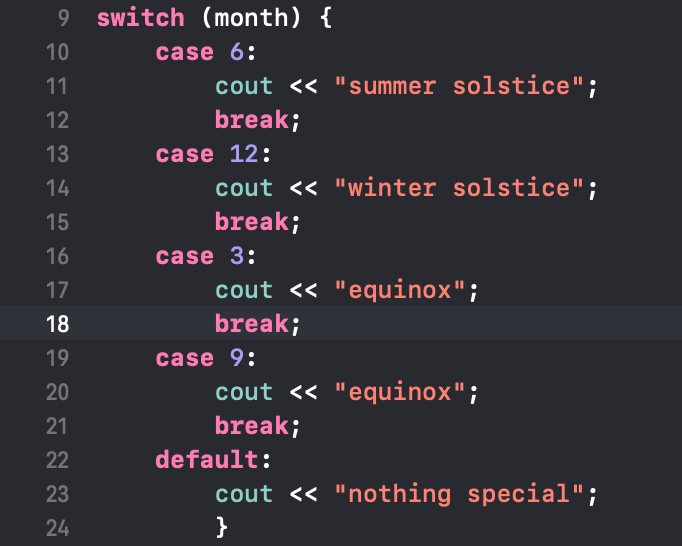 9 switch (month) {
10     case 6:
11         cout << "summer solstice";
12         break;
13     case 12:
14         cout << "winter solstice";
15         break;
16     case 3:
17         cout << "equinox";
18         break;
19     case 9:
20         cout << "equinox";
21         break;
22     default:
23         cout << "nothing special";
24         }